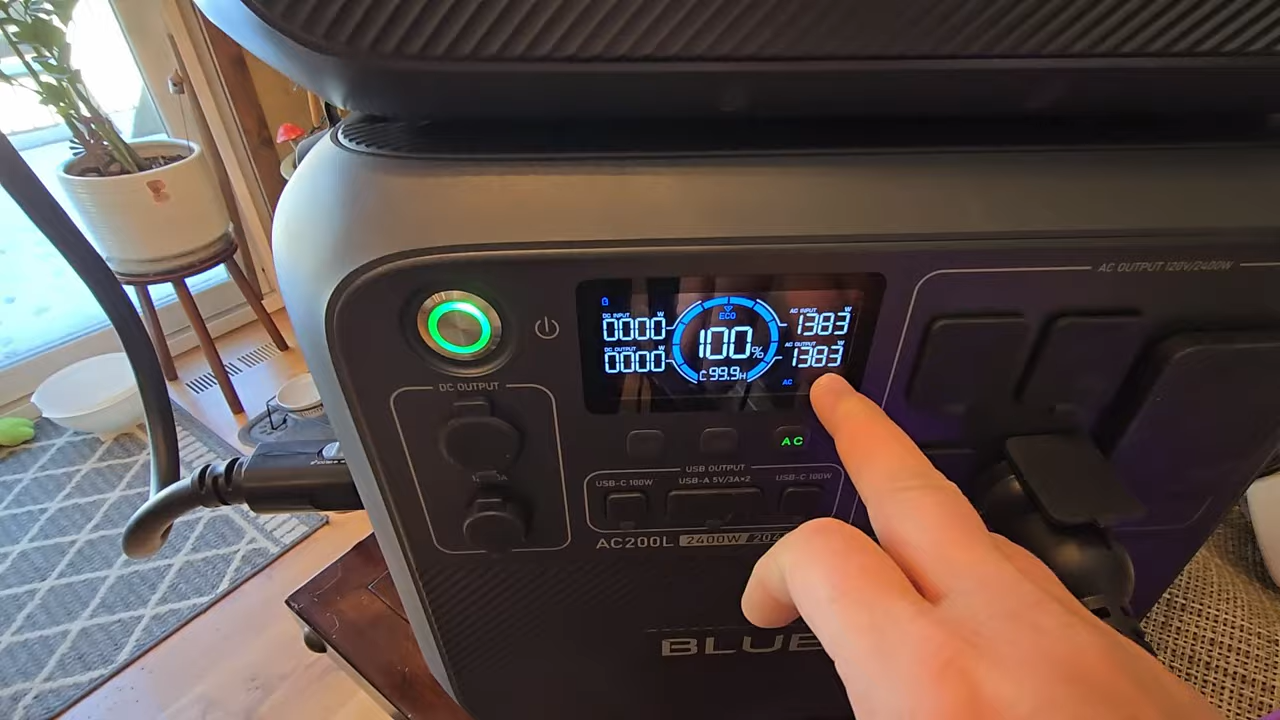 AC OUTPUT 120V/2400W
DC INPUT
W
0000
DC OUTPUT
W
0000
ECO
100%
99.9H
AC INPUT
W
1383
AC OUTPUT
W
1383
AC
AC
DC OUTPUT
USB OUTPUT
USB-C 100W
USB-A 5V/3A×2
USB-C 100W
AC200L 2400W 204
BLUE